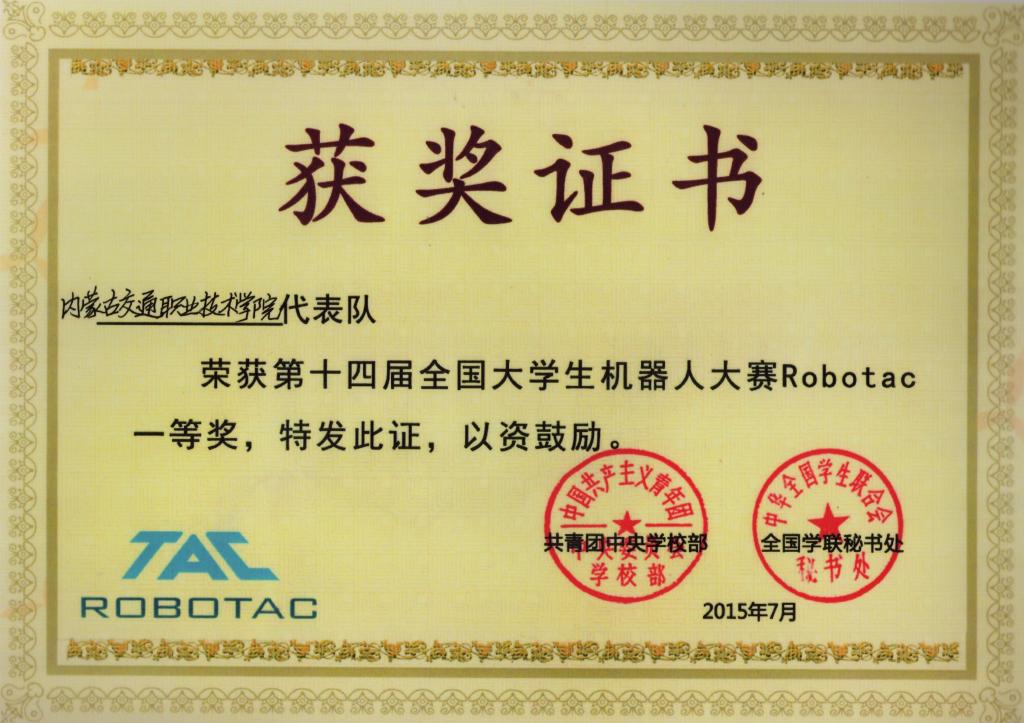 获奖证书
内蒙古交通职业技术学院代表队
荣获第十四届全国大学生机器人大赛Robotac
一等奖，特发此证，以资鼓励。
中国共产主义青年团
中央委员会
学校部
共青团中央学校部
中华全国学生联合会
秘书处
全国学联秘书处
2015年7月
TAC
ROBOTAC